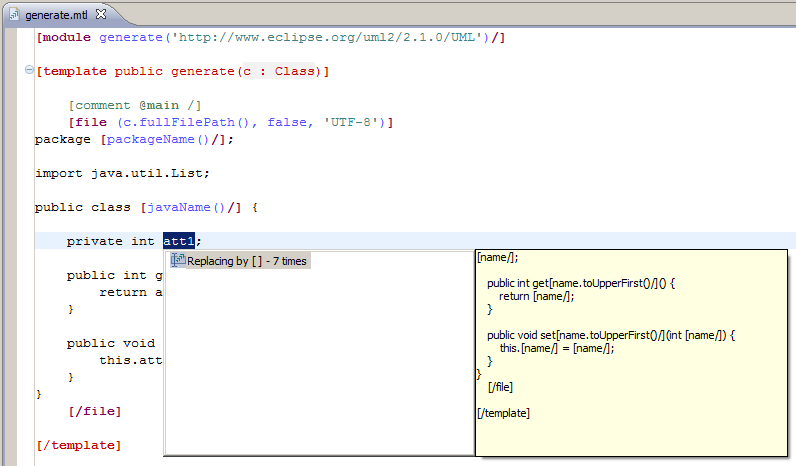 generate.mtl
[module generate('http://www.eclipse.org/uml2/2.1.0/UML')/]
[template public generate(c : Class)]
[comment @main /]
[file (c.fullFilePath(), false, 'UTF-8')]
package [packageName()/];
import java.util.List;
public class [javaName()/] {
private int att1;
Replacing by [ ] - 7 times
public int g
return a
}
public void
this.att
}
}
[/file]
[/template]
[name/];
public int get[name.toUpperFirst()/]() {
return [name/];
}
public void set[name.toUpperFirst()/](int [name/]) {
this.[name/] = [name/];
}
}
[/file]
[/template]